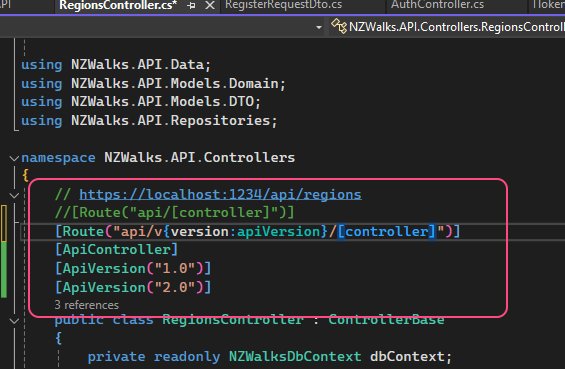 API
RegionsController.cs*
RegisterRequestDto.cs
AuthController.cs
NZWalks.API.Controllers.RegionsControl
using NZWalks.API.Data;
using NZWalks.API.Models.Domain;
using NZWalks.API.Models.DTO;
using NZWalks.API.Repositories;
namespace NZWalks.API.Controllers
{
// https://localhost:1234/api/regions
//[Route("api/[controller]")]
[Route("api/v{version:apiVersion}/[controller]")]
[ApiController]
[ApiVersion("1.0")]
[ApiVersion("2.0")]
3 references
public class RegionsController : ControllerBase
{
private readonly NZWalksDbContext dbContext;